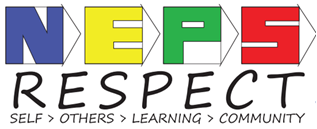 NEPS
RESPECT
SELF > OTHERS > LEARNING > COMMUNITY